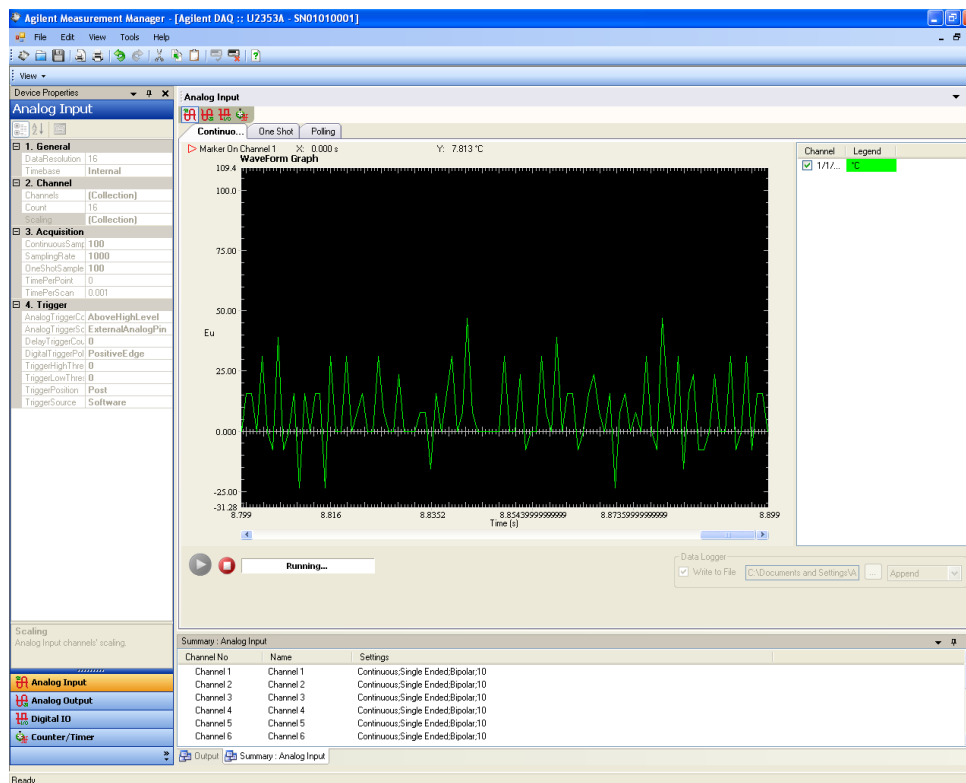 Agilent Measurement Manager - [Agilent DAQ :: U2353A - SN01010001]
File Edit View Tools Help
View
Device Properties
Analog Input
1. General
DataResolution 16
Timebase Internal
2. Channel
Channels (Collection)
Count 16
Scaling (Collection)
3. Acquisition
ContinuousSamp 100
SamplingRate 1000
OneShotSample 100
TimePerPoint 0
TimePerScan 0.001
4. Trigger
AnalogTriggerCc AboveHighLevel
AnalogTriggerSc ExternalAnalogPin
DelayTriggerCou 0
DigitalTriggerPol PositiveEdge
TriggerHighThre 0
TriggerLowThres 0
TriggerPosition Post
TriggerSource Software
Scaling
Analog Input channels' scaling.
Analog Input
Analog Output
Digital IO
Counter/Timer
Analog Input
Continuo... One Shot Polling
Marker On Channel 1 X: 0.000 s Y: 7.813 °C
WaveForm Graph
109.4
100.0
75.00
50.00
Eu
25.00
0.000
-25.00
-31.28
8.799 8.816 8.8352 8.85439999999999 8.87359999999999 8.899
Time (s)
Channel Legend
1/1/... °C
Running...
Data Logger
Write to File C:\Documents and Settings\A ... Append
Summary : Analog Input
Channel No Name Settings
Channel 1 Channel 1 Continuous;Single Ended;Bipolar;10
Channel 2 Channel 2 Continuous;Single Ended;Bipolar;10
Channel 3 Channel 3 Continuous;Single Ended;Bipolar;10
Channel 4 Channel 4 Continuous;Single Ended;Bipolar;10
Channel 5 Channel 5 Continuous;Single Ended;Bipolar;10
Channel 6 Channel 6 Continuous;Single Ended;Bipolar;10
Output Summary : Analog Input
Ready